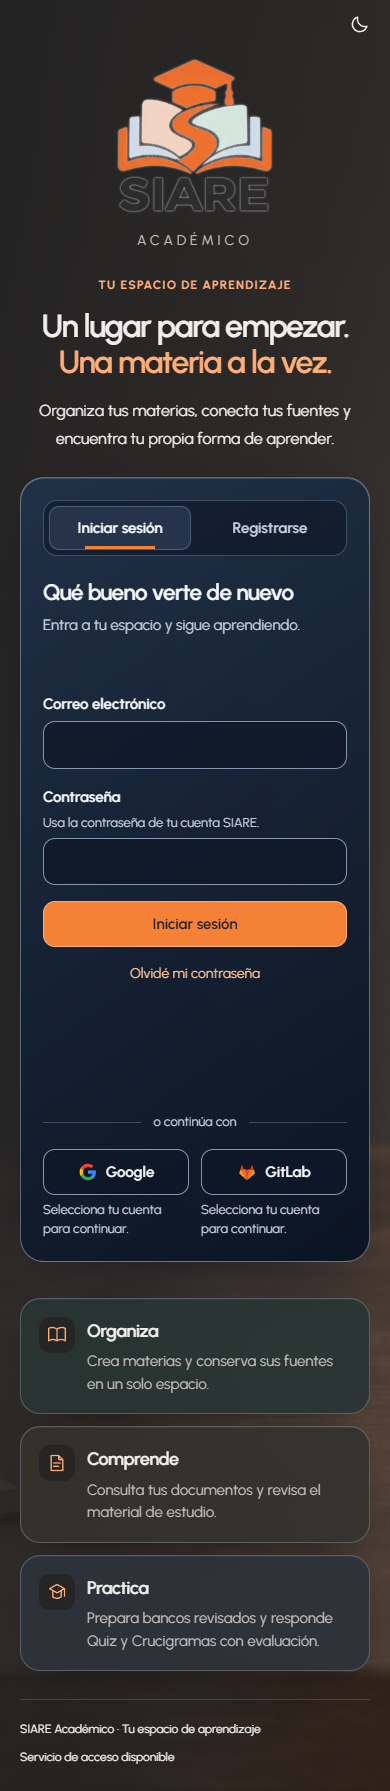 SIARE
ACADÉMICO
TU ESPACIO DE APRENDIZAJE
Un lugar para empezar.
Una materia a la vez.
Organiza tus materias, conecta tus fuentes y
encuentra tu propia forma de aprender.
Iniciar sesión
Registrarse
Qué bueno verte de nuevo
Entra a tu espacio y sigue aprendiendo.
Correo electrónico
Contraseña
Usa la contraseña de tu cuenta SIARE.
Iniciar sesión
Olvidé mi contraseña
o continúa con
Google
GitLab
Selecciona tu cuenta
para continuar.
Selecciona tu cuenta
para continuar.
Organiza
Crea materias y conserva sus fuentes
en un solo espacio.
Comprende
Consulta tus documentos y revisa el
material de estudio.
Practica
Prepara bancos revisados y responde
Quiz y Crucigramas con evaluación.
SIARE Académico · Tu espacio de aprendizaje
Servicio de acceso disponible